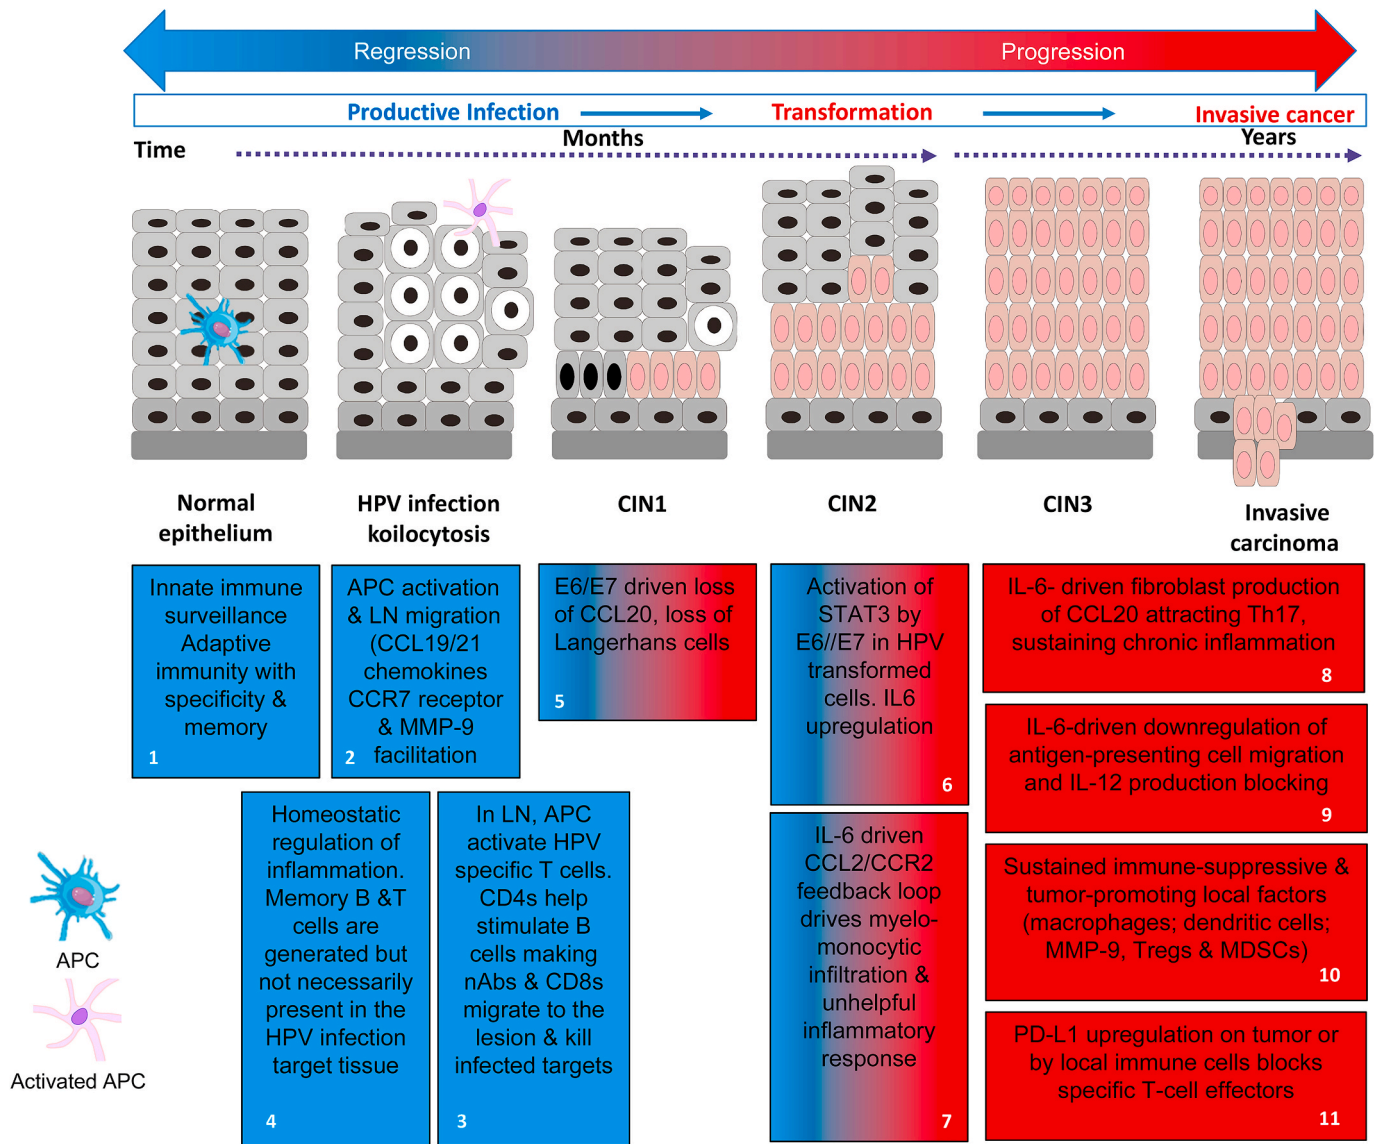 Regression
Progression
Productive Infection
Transformation
Invasive cancer
Time
Months
Years
Normal
epithelium
HPV infection
koilocytosis
CIN1
CIN2
CIN3
Invasive
carcinoma
Innate immune
surveillance
Adaptive
immunity with
specificity &
memory
1
APC activation
& LN migration
(CCL19/21
chemokines
CCR7 receptor
& MMP-9
facilitation
2
E6/E7 driven loss
of CCL20, loss of
Langerhans cells
5
Activation of
STAT3 by
E6//E7 in HPV
transformed
cells. IL6
upregulation
6
IL-6- driven fibroblast production
of CCL20 attracting Th17,
sustaining chronic inflammation
8
IL-6-driven downregulation of
antigen-presenting cell migration
and IL-12 production blocking
9
Homeostatic
regulation of
inflammation.
Memory B &T
cells are
generated but
not necessarily
present in the
HPV infection
target tissue
4
In LN, APC
activate HPV
specific T cells.
CD4s help
stimulate B
cells making
nAbs & CD8s
migrate to the
lesion & kill
infected targets
3
IL-6 driven
CCL2/CCR2
feedback loop
drives myelo-
monocytic
infiltration &
unhelpful
inflammatory
response
7
Sustained immune-suppressive &
tumor-promoting local factors
(macrophages; dendritic cells;
MMP-9, Tregs & MDSCs)
10
PD-L1 upregulation on tumor or
by local immune cells blocks
specific T-cell effectors
11
APC
Activated APC